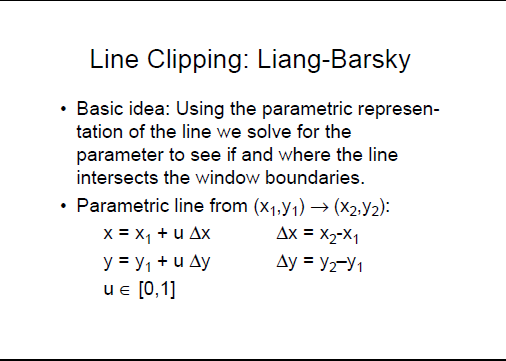 Line Clipping: Liang-Barsky
• Basic idea: Using the parametric represen-
tation of the line we solve for the
parameter to see if and where the line
intersects the window boundaries.
• Parametric line from (x₁,y₁) → (x₂,y₂):
x = x₁ + u Δx Δx = x₂-x₁
y = y₁ + u Δy Δy = y₂–y₁
u ∈ [0,1]